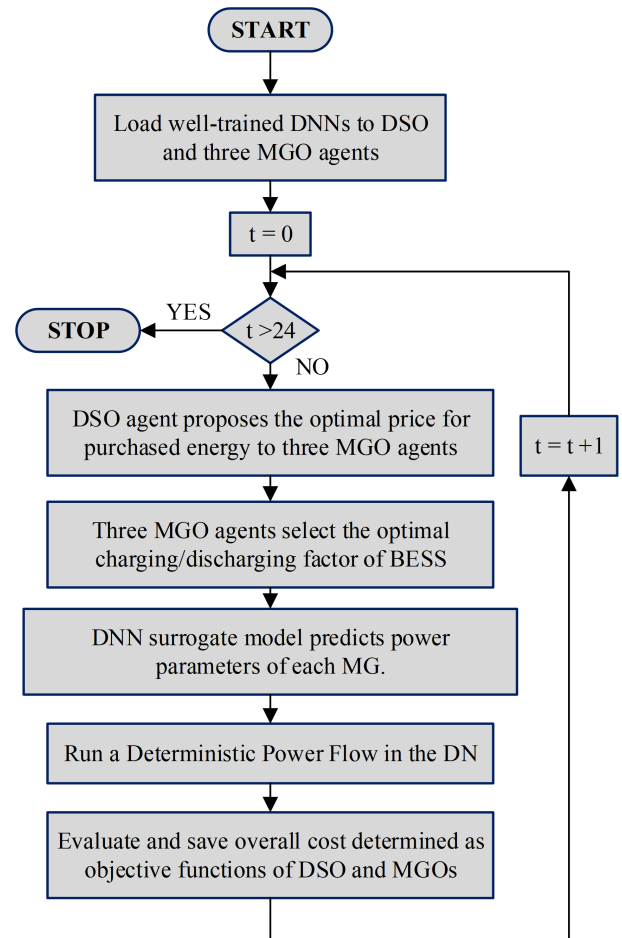 START
Load well-trained DNNs to DSO
and three MGO agents
t = 0
YES
STOP
t >24
NO
DSO agent proposes the optimal price for
purchased energy to three MGO agents
t = t +1
Three MGO agents select the optimal
charging/discharging factor of BESS
DNN surrogate model predicts power
parameters of each MG.
Run a Deterministic Power Flow in the DN
Evaluate and save overall cost determined as
objective functions of DSO and MGOs